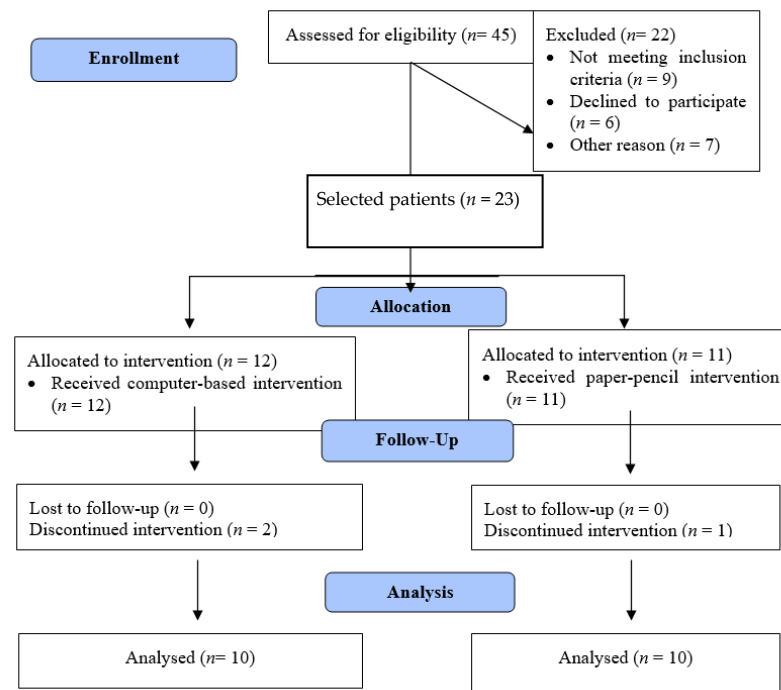 Enrollment
Assessed for eligibility (n= 45)
Excluded (n= 22)
• Not meeting inclusion
criteria (n = 9)
• Declined to participate
(n = 6)
• Other reason (n = 7)
Selected patients (n = 23)
Allocation
Allocated to intervention (n = 12)
• Received computer-based intervention
(n = 12)
Allocated to intervention (n = 11)
• Received paper-pencil intervention
(n = 11)
Follow-Up
Lost to follow-up (n = 0)
Discontinued intervention (n = 2)
Lost to follow-up (n = 0)
Discontinued intervention (n = 1)
Analysis
Analysed (n= 10)
Analysed (n = 10)